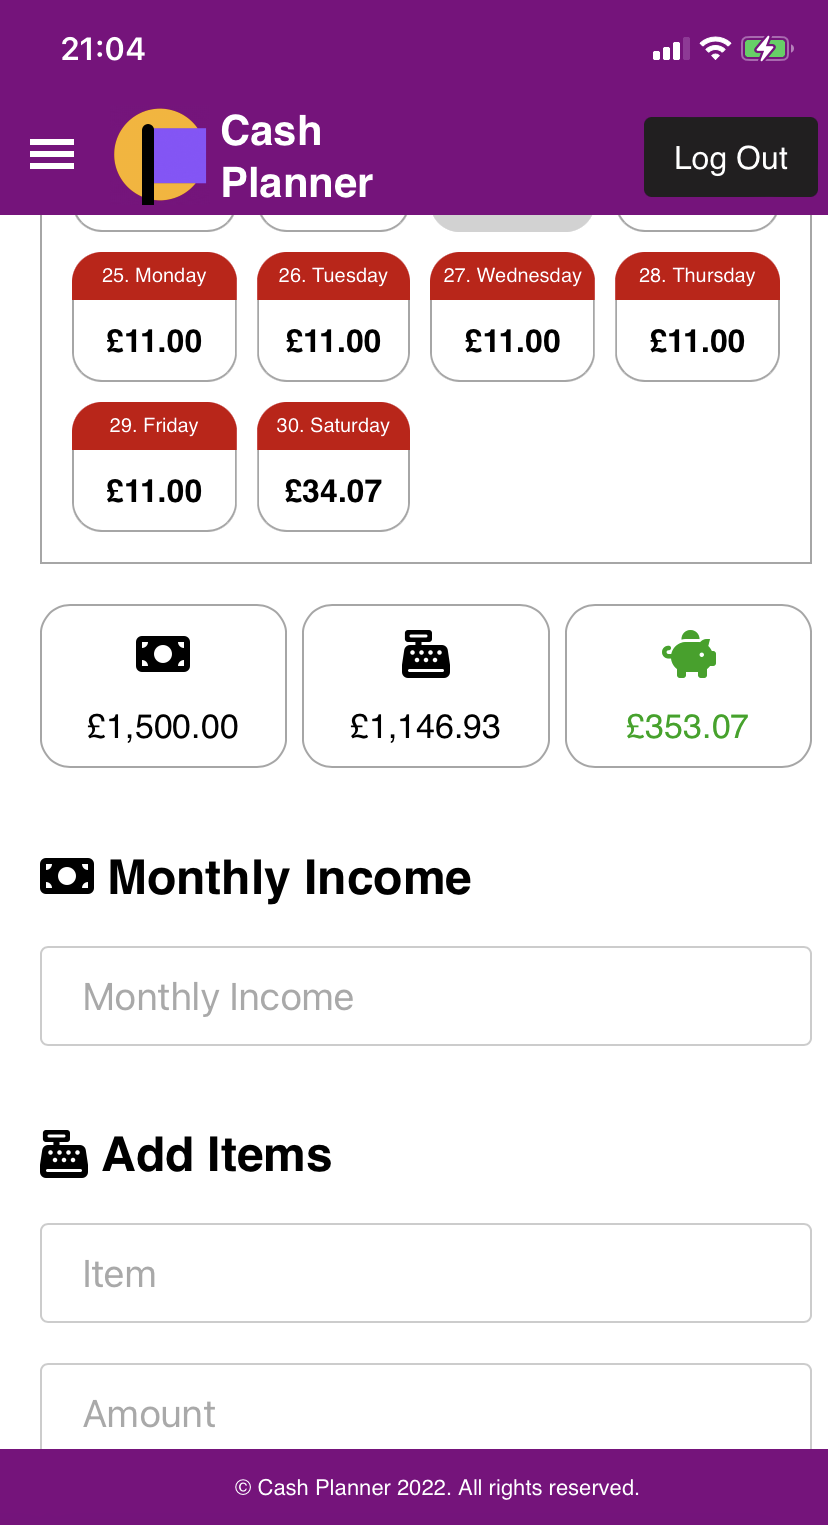 21:04
Cash
Planner
Log Out
25. Monday 26. Tuesday 27. Wednesday 28. Thursday
£11.00 £11.00 £11.00 £11.00
29. Friday 30. Saturday
£11.00 £34.07
£1,500.00 £1,146.93 £353.07
Monthly Income
Monthly Income
Add Items
Item
Amount
© Cash Planner 2022. All rights reserved.